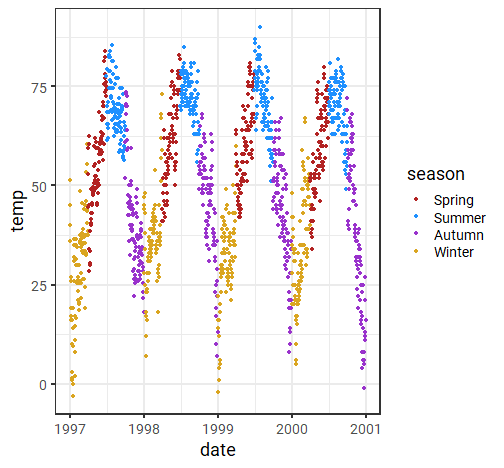 temp
75
50
25
0
1997
1998
1999
2000
2001
date
season
Spring
Summer
Autumn
Winter